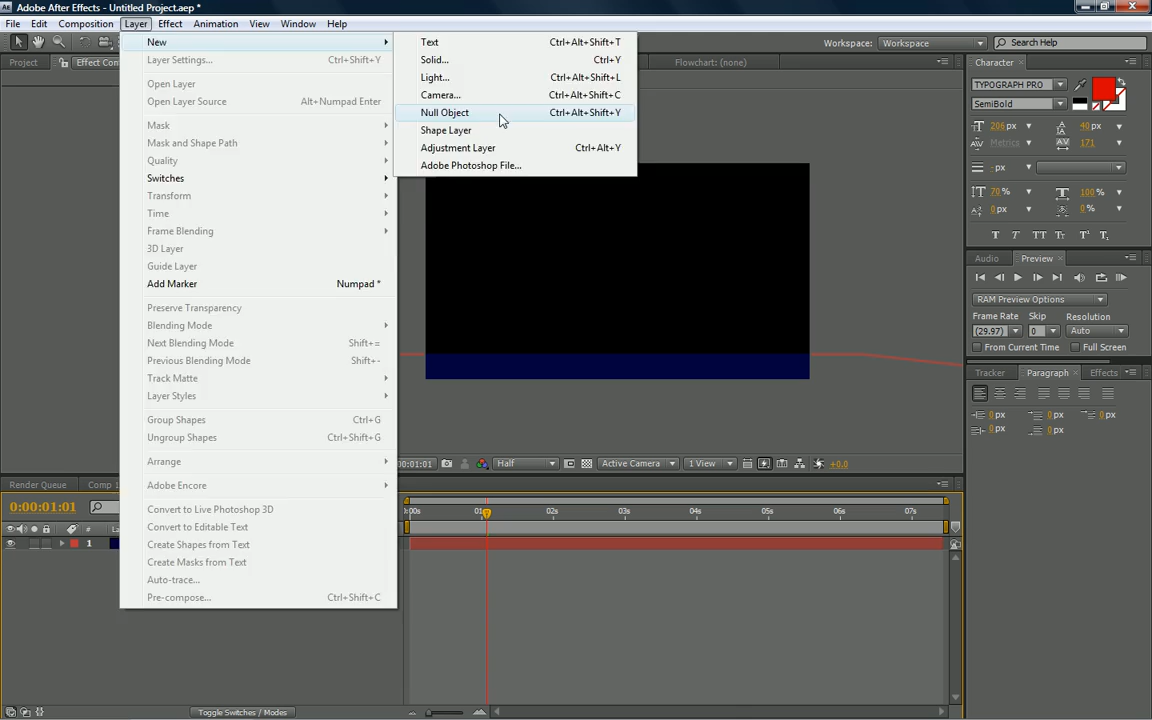 Adobe After Effects - Untitled Project.aep *
File Edit Composition Layer Effect Animation View Window Help
Workspace: Workspace Search Help
Project Effect Con
Flowchart: (none)
New
Layer Settings... Ctrl+Shift+Y
Open Layer
Open Layer Source Alt+Numpad Enter
Mask
Mask and Shape Path
Quality
Switches
Transform
Time
Frame Blending
3D Layer
Guide Layer
Add Marker Numpad *
Preserve Transparency
Blending Mode
Next Blending Mode Shift+=
Previous Blending Mode Shift+-
Track Matte
Layer Styles
Group Shapes Ctrl+G
Ungroup Shapes Ctrl+Shift+G
Arrange
Adobe Encore
Convert to Live Photoshop 3D
Convert to Editable Text
Create Shapes from Text
Create Masks from Text
Auto-trace...
Pre-compose... Ctrl+Shift+C
Text Ctrl+Alt+Shift+T
Solid... Ctrl+Y
Light... Ctrl+Alt+Shift+L
Camera... Ctrl+Alt+Shift+C
Null Object Ctrl+Alt+Shift+Y
Shape Layer
Adjustment Layer Ctrl+Alt+Y
Adobe Photoshop File...
Character
TYPOGRAPH PRO
SemiBold
206 px 40 px
Metrics 171
- px
70 % 100 %
0 px 0 %
T T TT Tт T¹ T₁
Audio Preview
RAM Preview Options
Frame Rate Skip Resolution
(29.97) 0 Auto
From Current Time Full Screen
Tracker Paragraph Effects
0 px 0 px 0 px
0 px 0 px
00:01:01 Half Active Camera 1 View +0.0
Render Queue Comp 1
0:00:01:01
0:00s 01s 02s 03s 04s 05s 06s 07s
# La
1
Toggle Switches / Modes